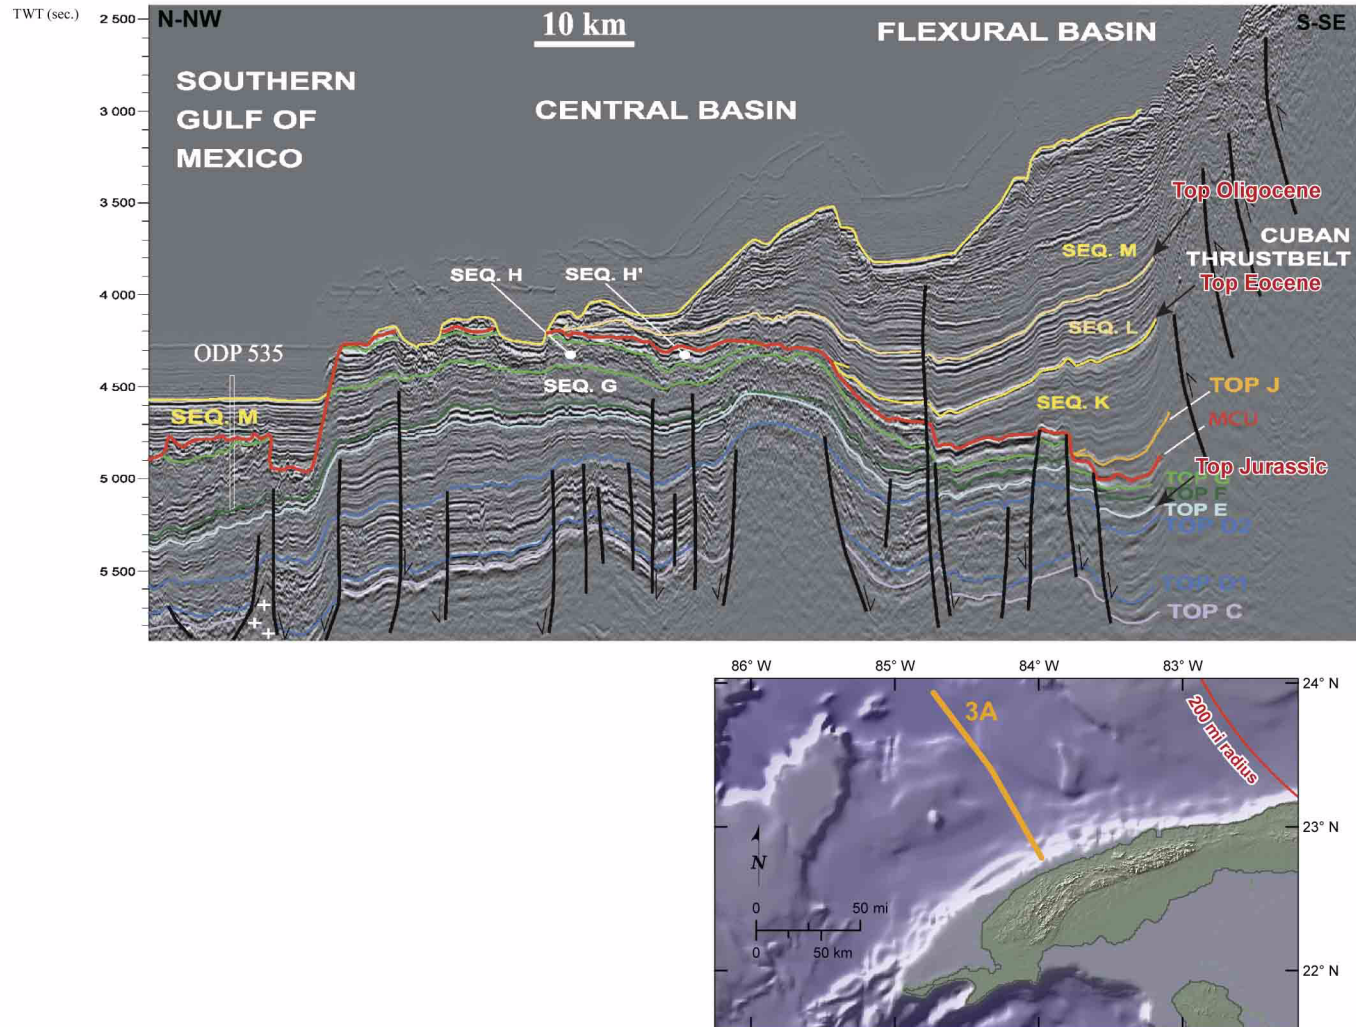 TWT (sec.)
2 500
N-NW
10 km
FLEXURAL BASIN
S-SE
SOUTHERN
GULF OF
MEXICO
CENTRAL BASIN
3 000
3 500
Top Oligocene
CUBAN
THRUSTBELT
SEQ. M
SEQ. H
SEQ. H'
Top Eocene
4 000
SEQ. L
ODP 535
SEQ. G
TOP J
4 500
SEQ. M
SEQ. K
MCU
Top Jurassic
5 000
TOP G
TOP F
TOP E
TOP D2
5 500
TOP D1
TOP C
86° W
85° W
84° W
83° W
24° N
3A
200 mi radius
23° N
N
0
50 mi
0
50 km
22° N